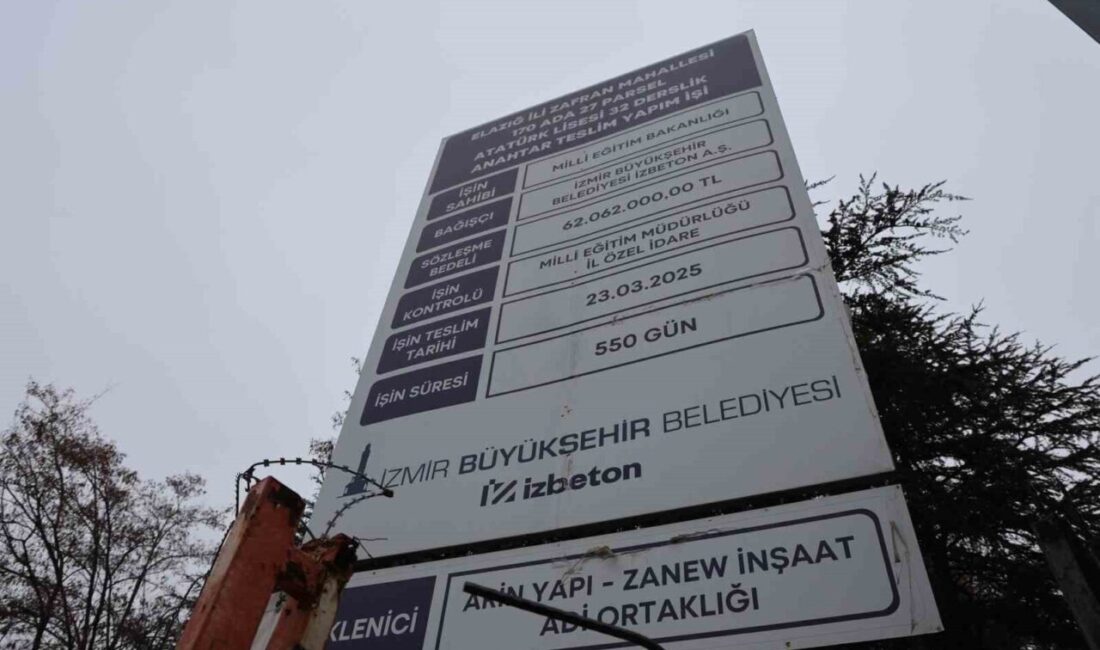 ELAZIĞ İLİ ZAFRAN MAHALLESİ
170 ADA 27 PARSEL
ATATÜRK LİSESİ 32 DERSLİK
ANAHTAR TESLİM YAPIM İŞİ
İŞİN SAHİBİ
MİLLİ EĞİTİM BAKANLIĞI
BAĞIŞÇI
İZMİR BÜYÜKŞEHİR
BELEDİYESİ İZBETON A.Ş.
SÖZLEŞME BEDELİ
62.062.000,00 TL
İŞİN KONTROLÜ
MİLLİ EĞİTİM MÜDÜRLÜĞÜ
İL ÖZEL İDARE
İŞİN TESLİM TARİHİ
23.03.2025
İŞİN SÜRESİ
550 GÜN
İZMİR BÜYÜKŞEHİR BELEDİYESİ
izbeton
KLENİCİ
AKİN YAPI - ZANEW İNŞAAT
ADİ ORTAKLIĞI